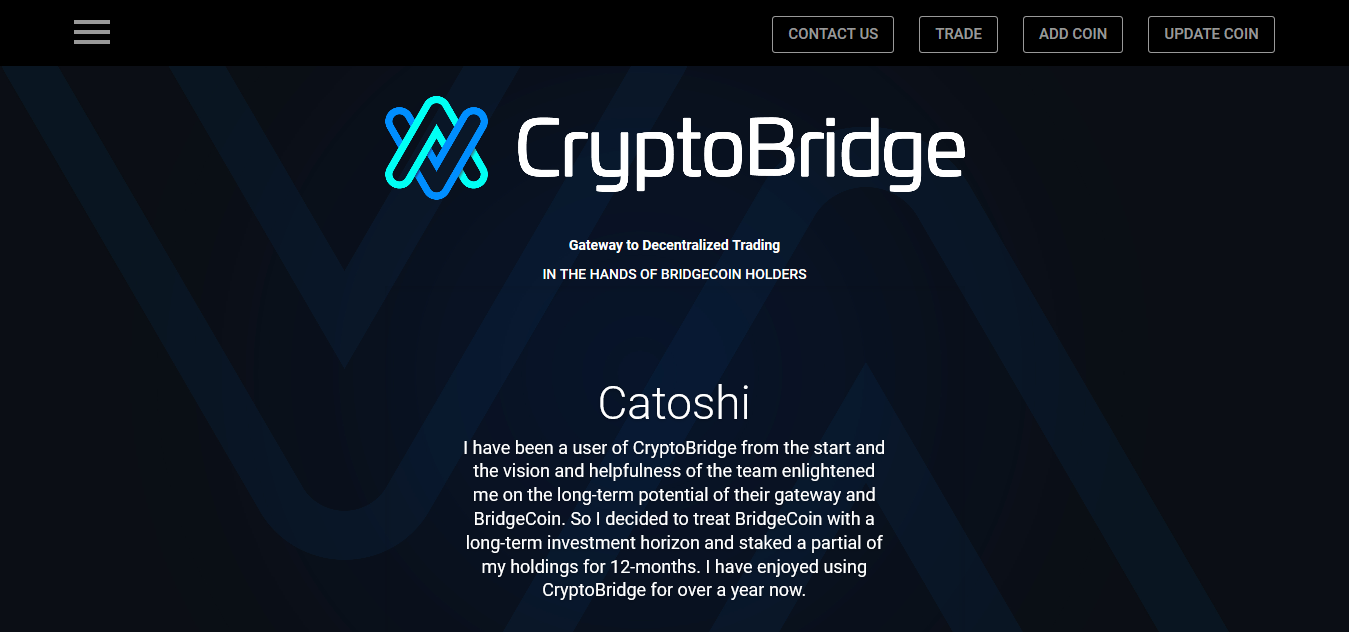 CONTACT US
TRADE
ADD COIN
UPDATE COIN
CryptoBridge
Gateway to Decentralized Trading
IN THE HANDS OF BRIDGECOIN HOLDERS
Catoshi
I have been a user of CryptoBridge from the start and
the vision and helpfulness of the team enlightened
me on the long-term potential of their gateway and
BridgeCoin. So I decided to treat BridgeCoin with a
long-term investment horizon and staked a partial of
my holdings for 12-months. I have enjoyed using
CryptoBridge for over a year now.